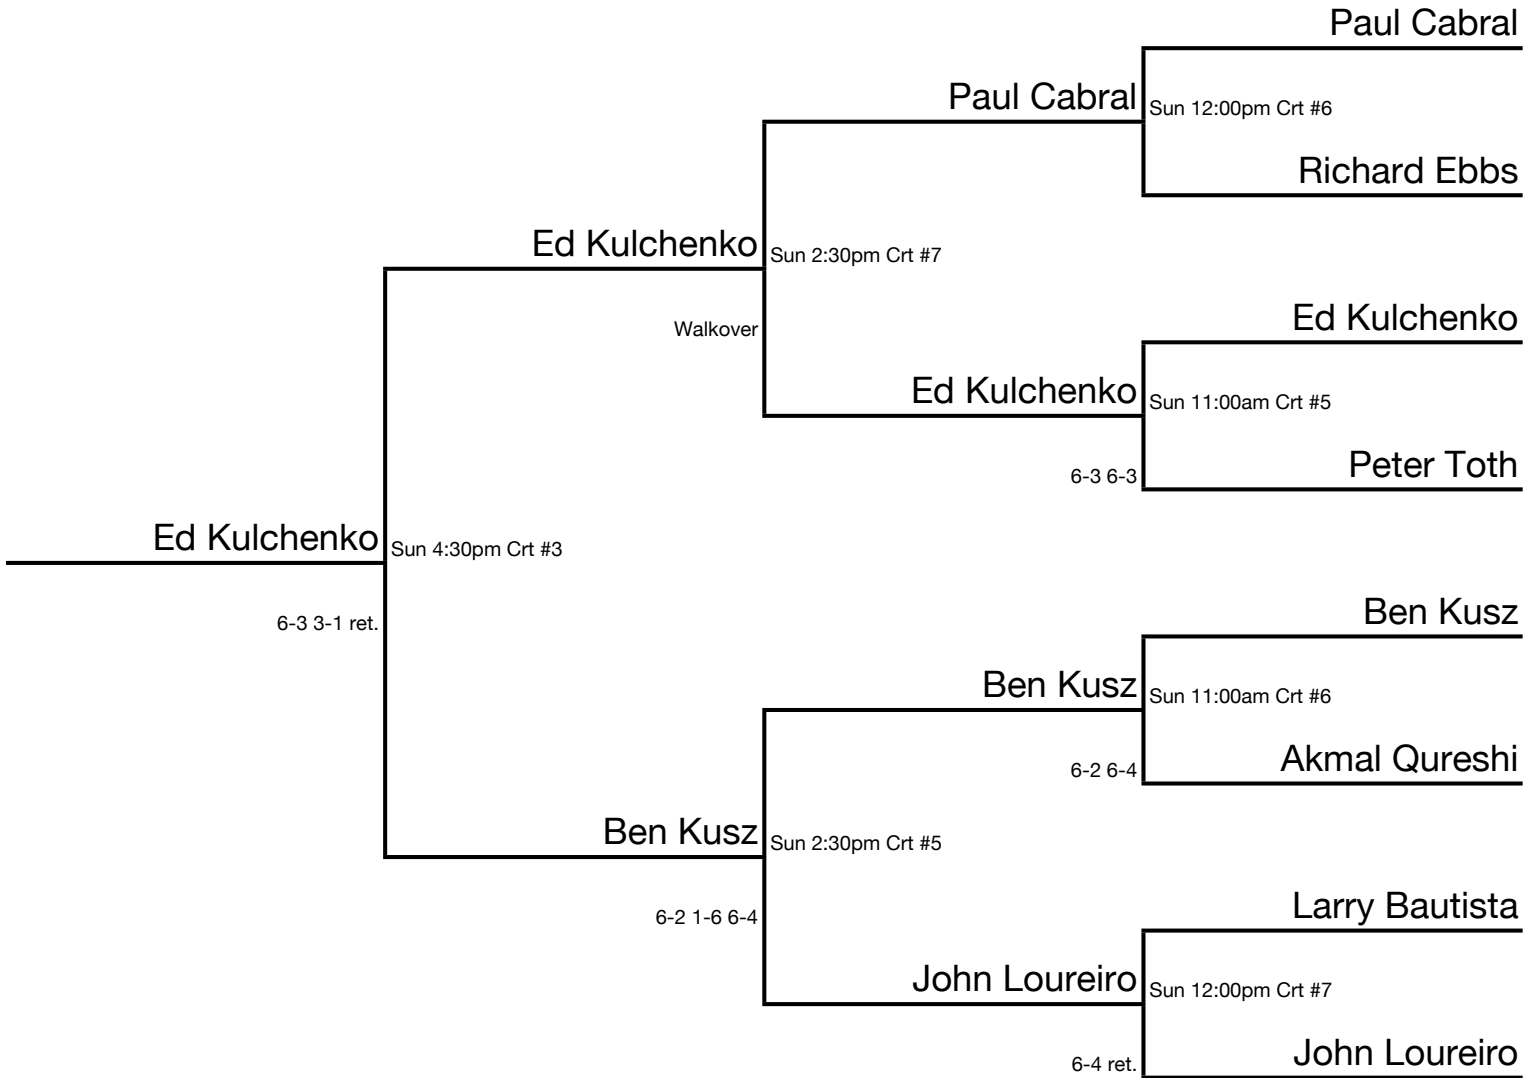 Paul Cabral
Paul Cabral
Sun 12:00pm Crt #6
Richard Ebbs
Ed Kulchenko
Sun 2:30pm Crt #7
Ed Kulchenko
Walkover
Ed Kulchenko
Sun 11:00am Crt #5
Peter Toth
6-3 6-3
Ed Kulchenko
Sun 4:30pm Crt #3
Ben Kusz
6-3 3-1 ret.
Ben Kusz
Sun 11:00am Crt #6
Akmal Qureshi
6-2 6-4
Ben Kusz
Sun 2:30pm Crt #5
Larry Bautista
6-2 1-6 6-4
John Loureiro
Sun 12:00pm Crt #7
John Loureiro
6-4 ret.